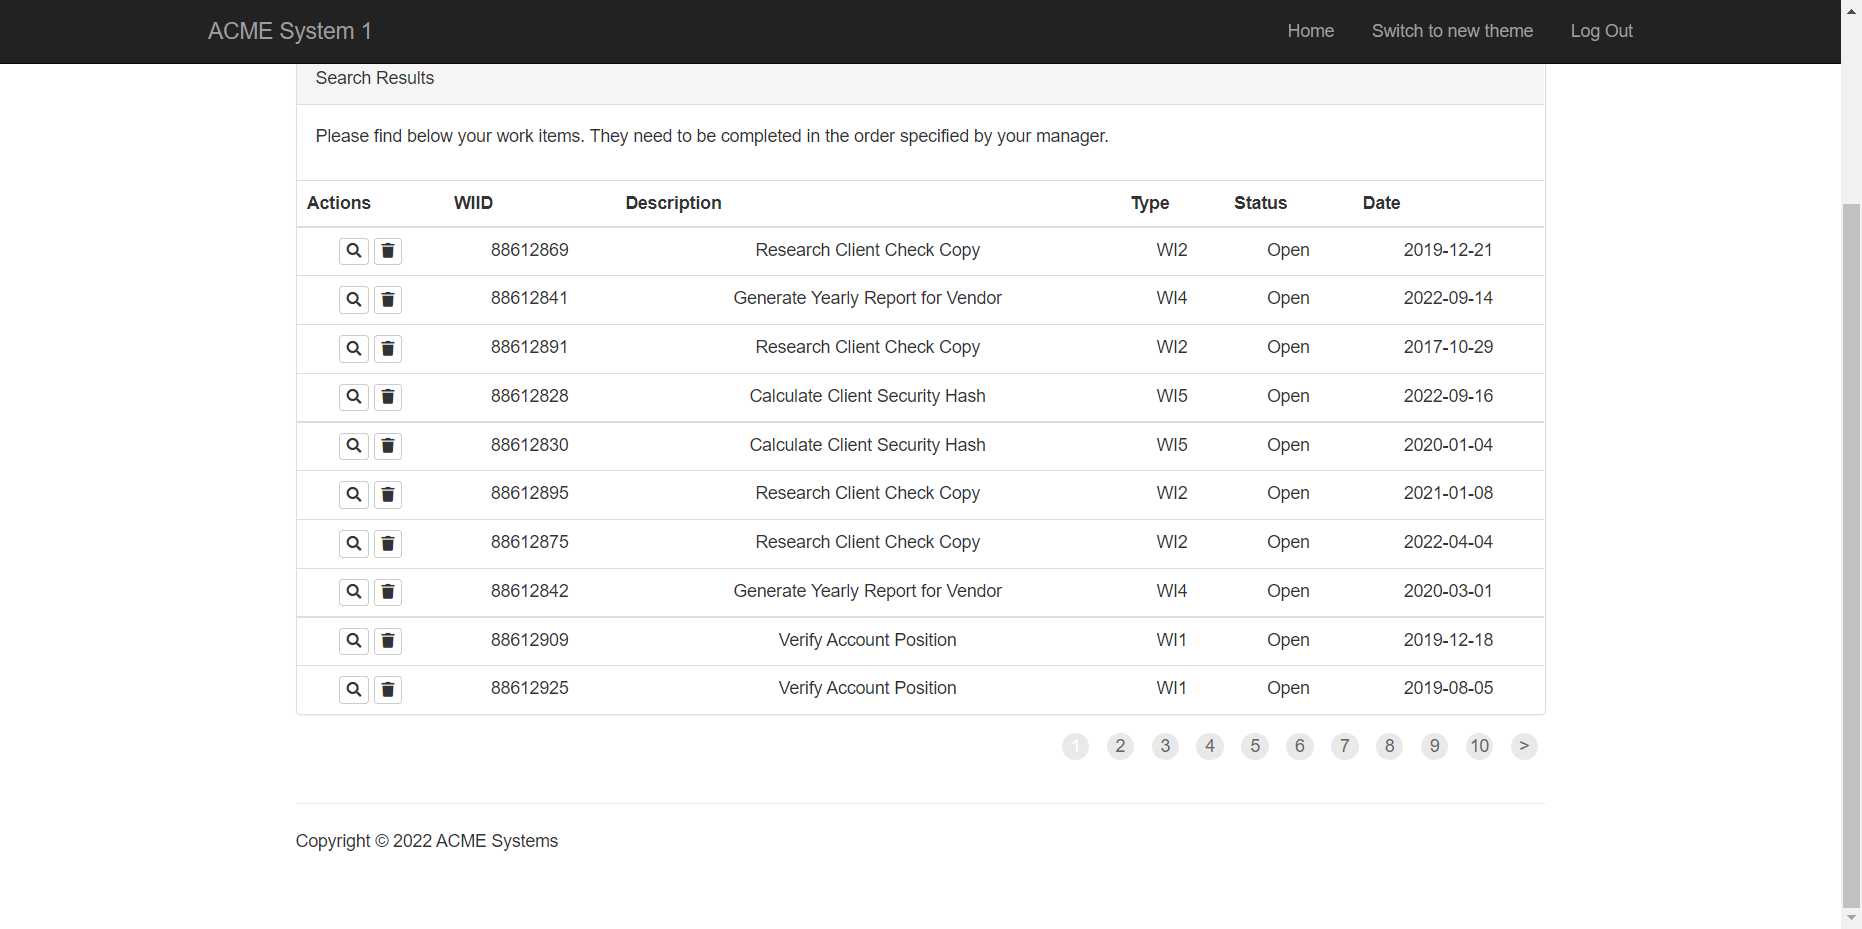 ACME System 1 Home Switch to new theme Log Out
Search Results
Please find below your work items. They need to be completed in the order specified by your manager.
Actions WIID Description Type Status Date
88612869 Research Client Check Copy WI2 Open 2019-12-21
88612841 Generate Yearly Report for Vendor WI4 Open 2022-09-14
88612891 Research Client Check Copy WI2 Open 2017-10-29
88612828 Calculate Client Security Hash WI5 Open 2022-09-16
88612830 Calculate Client Security Hash WI5 Open 2020-01-04
88612895 Research Client Check Copy WI2 Open 2021-01-08
88612875 Research Client Check Copy WI2 Open 2022-04-04
88612842 Generate Yearly Report for Vendor WI4 Open 2020-03-01
88612909 Verify Account Position WI1 Open 2019-12-18
88612925 Verify Account Position WI1 Open 2019-08-05
1 2 3 4 5 6 7 8 9 10 >
Copyright © 2022 ACME Systems